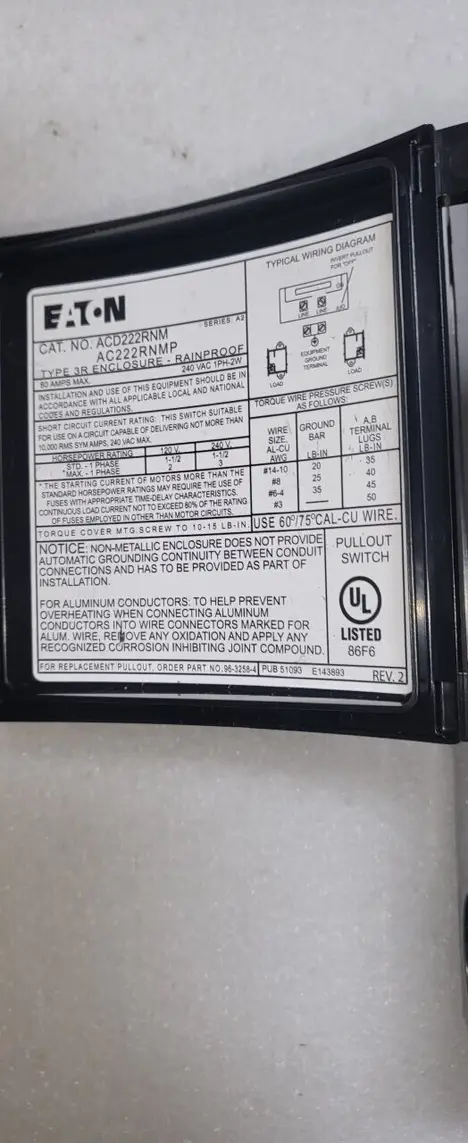 EATON
SERIES: A2
CAT. NO. ACD222RNM
AC222RNMP
TYPE 3R ENCLOSURE - RAINPROOF
60 AMPS MAX. 240 VAC 1PH-2W
INSTALLATION AND USE OF THIS EQUIPMENT SHOULD BE IN
ACCORDANCE WITH ALL APPLICABLE LOCAL AND NATIONAL
CODES AND REGULATIONS.
SHORT CIRCUIT CURRENT RATING: THIS SWITCH SUITABLE
FOR USE ON A CIRCUIT CAPABLE OF DELIVERING NOT MORE THAN
10,000 RMS SYM AMPS, 240 VAC MAX.
HORSEPOWER RATING 120 V. 240 V.
STD. - 1 PHASE 1-1/2 1-1/2
*MAX. - 1 PHASE 2 3
* THE STARTING CURRENT OF MOTORS MORE THAN THE
STANDARD HORSEPOWER RATINGS MAY REQUIRE THE USE OF
FUSES WITH APPROPRIATE TIME-DELAY CHARACTERISTICS.
CONTINUOUS LOAD CURRENT NOT TO EXCEED 80% OF THE RATING
OF FUSES EMPLOYED IN OTHER THAN MOTOR CIRCUITS.
TORQUE COVER MTG.SCREW TO 10-15 LB-IN.
TYPICAL WIRING DIAGRAM
INVERT PULLOUT
FOR "OFF"
ON
LINE LINE
EQUIPMENT
GROUND
TERMINAL
LOAD LOAD
TORQUE WIRE PRESSURE SCREW(S)
AS FOLLOWS:
WIRE SIZE, AL-CU AWG GROUND BAR LB-IN A,B TERMINAL LUGS LB-IN
#14-10 20 35
#8 25 40
#6-4 35 45
#3 — 50
USE 60°/75°CAL-CU WIRE.
NOTICE: NON-METALLIC ENCLOSURE DOES NOT PROVIDE
AUTOMATIC GROUNDING CONTINUITY BETWEEN CONDUIT
CONNECTIONS AND HAS TO BE PROVIDED AS PART OF
INSTALLATION.
FOR ALUMINUM CONDUCTORS: TO HELP PREVENT
OVERHEATING WHEN CONNECTING ALUMINUM
CONDUCTORS INTO WIRE CONNECTORS MARKED FOR
ALUM. WIRE, REMOVE ANY OXIDATION AND APPLY ANY
RECOGNIZED CORROSION INHIBITING JOINT COMPOUND.
PULLOUT
SWITCH
UL
LISTED
86F6
FOR REPLACEMENT PULLOUT, ORDER PART NO.96-3258-4 PUB 51093 E143893 REV. 2